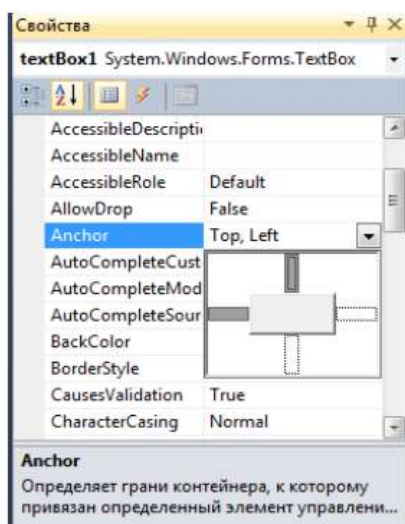 Свойства
textBox1 System.Windows.Forms.TextBox
AccessibleDescripti
AccessibleName
AccessibleRole Default
AllowDrop False
Anchor Top, Left
AutoCompleteCust
AutoCompleteMod
AutoCompleteSour
BackColor
BorderStyle
CausesValidation True
CharacterCasing Normal
Anchor
Определяет грани контейнера, к которому
привязан определенный элемент управлени...